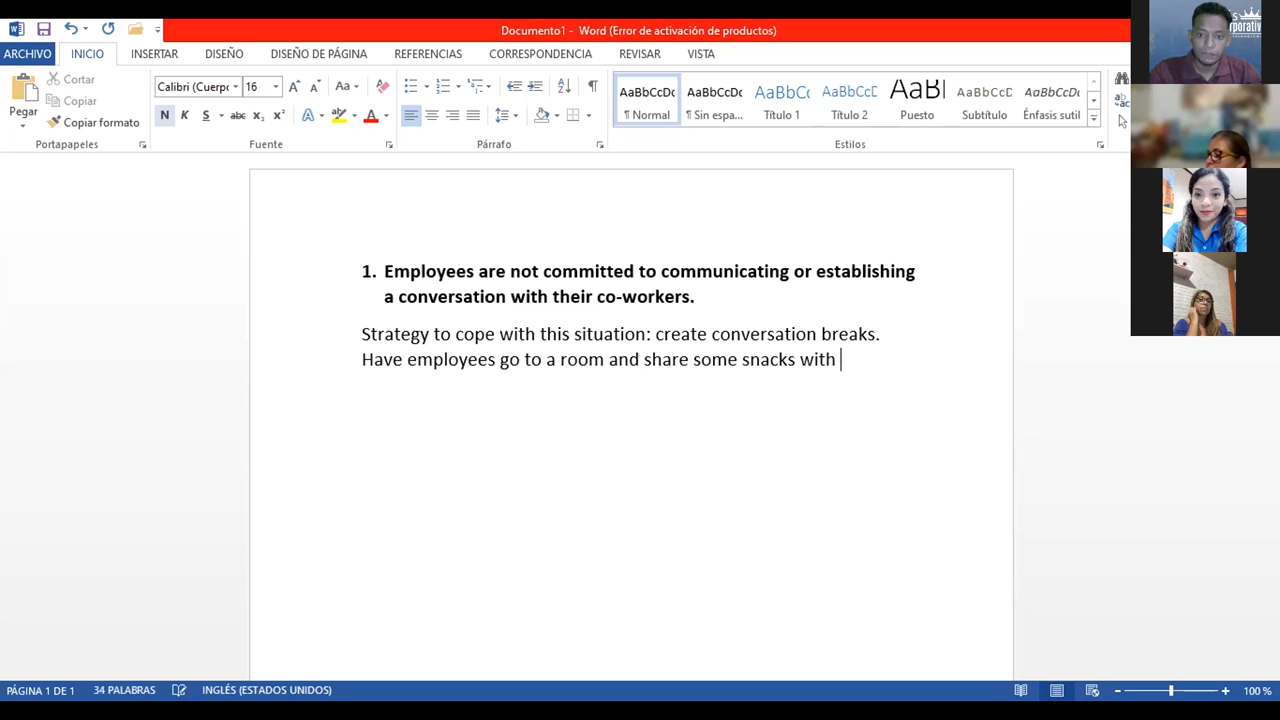 Documento1 - Word (Error de activación de productos)
ARCHIVO INICIO INSERTAR DISEÑO DISEÑO DE PÁGINA REFERENCIAS CORRESPONDENCIA REVISAR VISTA
Pegar
Cortar
Copiar
Copiar formato
Portapapeles
Calibri (Cuerpo 16
Fuente
Párrafo
AaBbCcDc AaBbCcDc AaBbCc AaBbCcD AaBl AaBbCcD AaBbCcDc
¶ Normal ¶ Sin espa... Título 1 Título 2 Puesto Subtítulo Énfasis sutil
Estilos
1. Employees are not committed to communicating or establishing
a conversation with their co-workers.
Strategy to cope with this situation: create conversation breaks.
Have employees go to a room and share some snacks with
PÁGINA 1 DE 1 34 PALABRAS INGLÉS (ESTADOS UNIDOS) 100 %